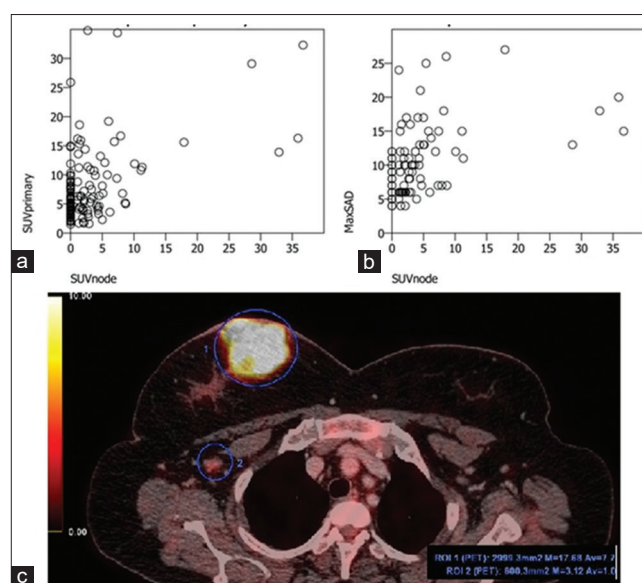 35
30
25
20
15
10
5
0 5 10 15 20 25 30 35
SUVprimary
SUVnode
a
30
25
20
15
10
5
0
0 5 10 15 20 25 30 35
MaxSAD
SUVnode
b
10.00
0.00
1
2
ROI 1 (PET): 2999.3mm2 M=17.68 Av=7.7
ROI 2 (PET): 600.3mm2 M=3.12 Av=1.0
c